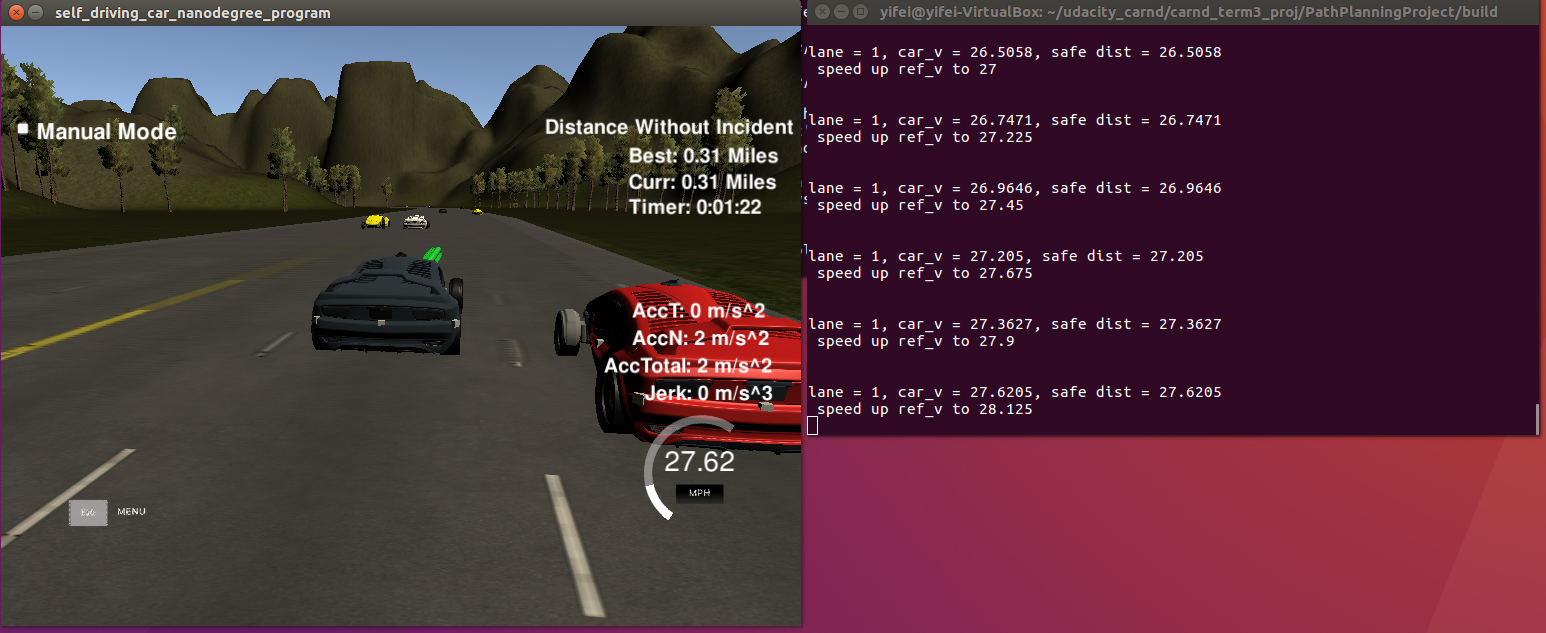 self_driving_car_nanodegree_program
Manual Mode
Distance Without Incident
Best: 0.31 Miles
Curr: 0.31 Miles
Timer: 0:01:22
AccT: 0 m/s^2
AccN: 2 m/s^2
AccTotal: 2 m/s^2
Jerk: 0 m/s^3
27.62
MPH
MENU
yifei@yifei-VirtualBox: ~/udacity_carnd/carnd_term3_proj/PathPlanningProject/build
lane = 1, car_v = 26.5058, safe dist = 26.5058
speed up ref_v to 27
lane = 1, car_v = 26.7471, safe dist = 26.7471
speed up ref_v to 27.225
lane = 1, car_v = 26.9646, safe dist = 26.9646
speed up ref_v to 27.45
lane = 1, car_v = 27.205, safe dist = 27.205
speed up ref_v to 27.675
lane = 1, car_v = 27.3627, safe dist = 27.3627
speed up ref_v to 27.9
lane = 1, car_v = 27.6205, safe dist = 27.6205
speed up ref_v to 28.125